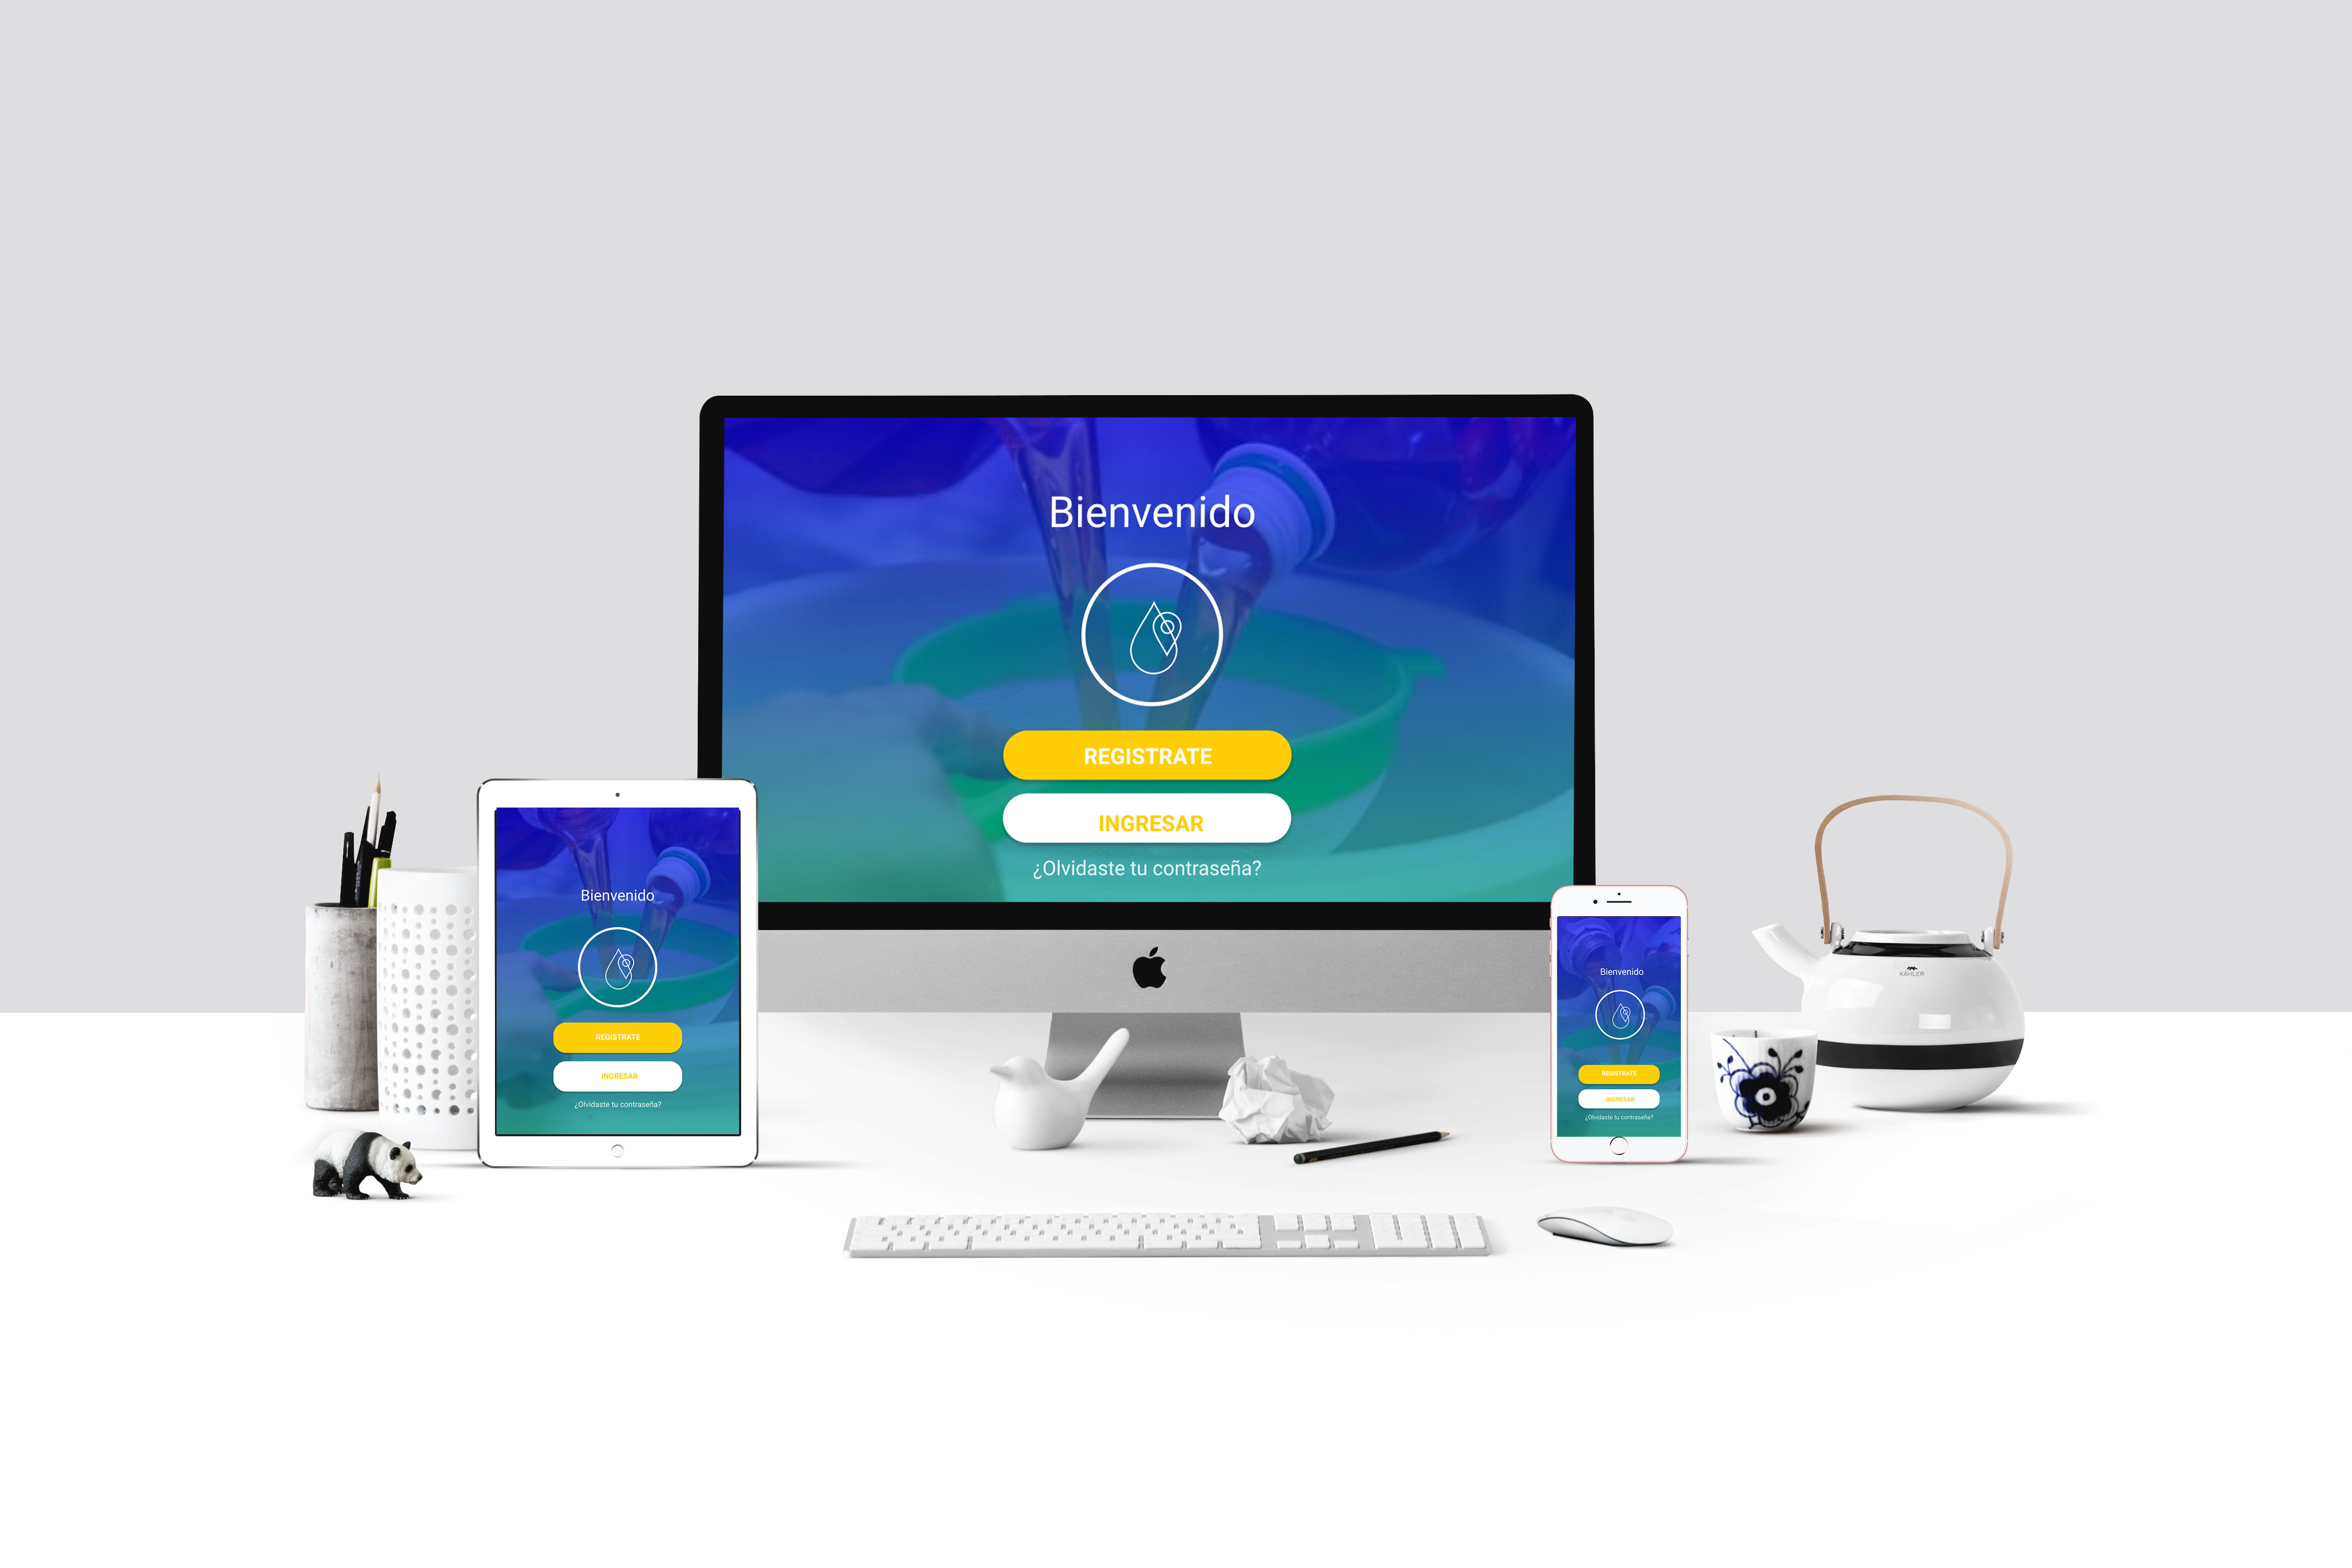 Bienvenido
REGISTRATE
INGRESAR
¿Olvidaste tu contraseña?
Bienvenido
REGISTRATE
INGRESAR
¿Olvidaste tu contraseña?
Bienvenido
REGISTRATE
INGRESAR
¿Olvidaste tu contraseña?
KÄHLER